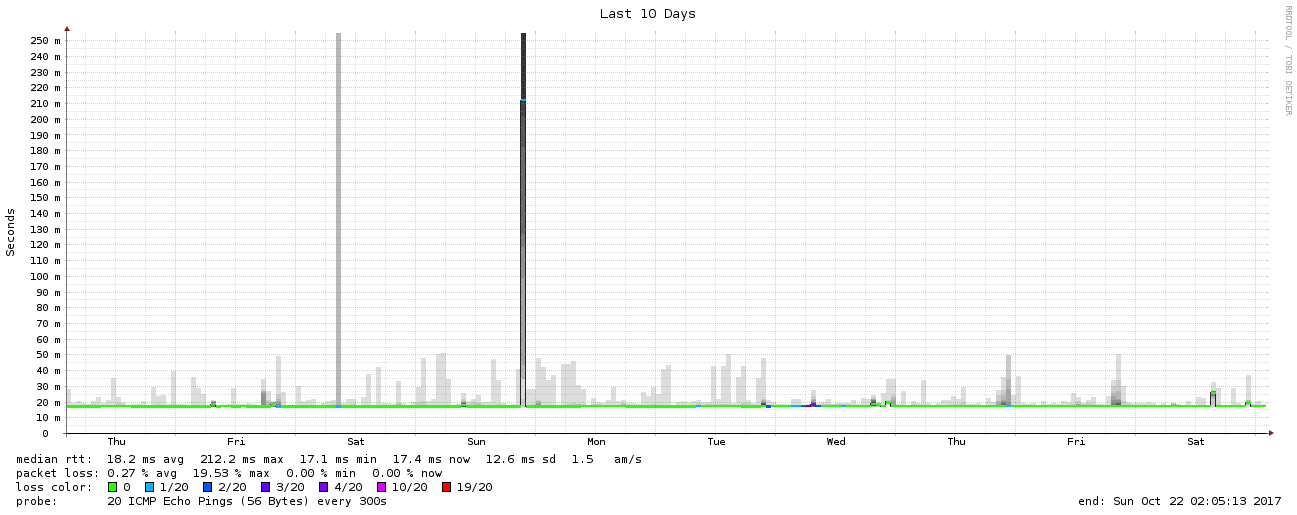 Last 10 Days
RRDTOOL / TOBI OETIKER
Seconds
250 m
240 m
230 m
220 m
210 m
200 m
190 m
180 m
170 m
160 m
150 m
140 m
130 m
120 m
110 m
100 m
90 m
80 m
70 m
60 m
50 m
40 m
30 m
20 m
10 m
0
Thu Fri Sat Sun Mon Tue Wed Thu Fri Sat
median rtt: 18.2 ms avg 212.2 ms max 17.1 ms min 17.4 ms now 12.6 ms sd 1.5 am/s
packet loss: 0.27 % avg 19.53 % max 0.00 % min 0.00 % now
loss color: 0 1/20 2/20 3/20 4/20 10/20 19/20
probe: 20 ICMP Echo Pings (56 Bytes) every 300s end: Sun Oct 22 02:05:13 2017